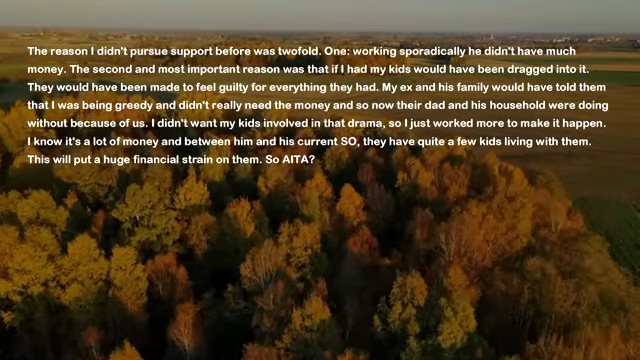 The reason I didn't pursue support before was twofold. One: working sporadically he didn't have much
money. The second and most important reason was that if I had my kids would have been dragged into it.
They would have been made to feel guilty for everything they had. My ex and his family would have told them
that I was being greedy and didn't really need the money and so now their dad and his household were doing
without because of us. I didn't want my kids involved in that drama, so I just worked more to make it happen.
I know it's a lot of money and between him and his current SO, they have quite a few kids living with them.
This will put a huge financial strain on them. So AITA?